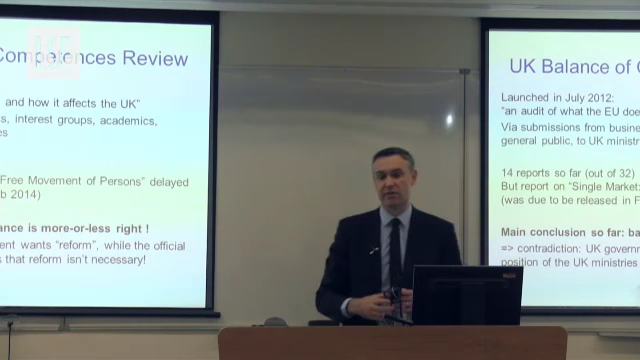 Competences Review
and how it affects the UK"
s, interest groups, academics,
es
Free Movement of Persons" delayed
b 2014)
ance is more-or-less right !
ent wants "reform", while the official
s that reform isn't necessary!
UK Balance of C
Launched in July 2012:
"an audit of what the EU doe
Via submissions from busine
general public, to UK ministr
14 reports so far (out of 32)
But report on "Single Market:
(was due to be released in F
Main conclusion so far: ba
=> contradiction: UK governm
position of the UK ministries